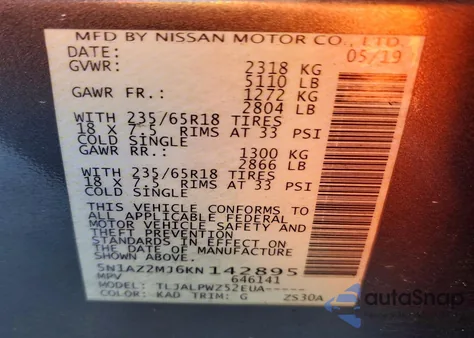 MFD BY NISSAN MOTOR CO., LTD.
DATE: 05/19
GVWR: 2318 KG
5110 LB
GAWR FR.: 1272 KG
2804 LB
WITH 235/65R18 TIRES
18 X 7.5 RIMS AT 33 PSI
COLD SINGLE
GAWR RR.: 1300 KG
2866 LB
WITH 235/65R18 TIRES
18 X 7.5 RIMS AT 33 PSI
COLD SINGLE
THIS VEHICLE CONFORMS TO
ALL APPLICABLE FEDERAL
MOTOR VEHICLE SAFETY AND
THEFT PREVENTION
STANDARDS IN EFFECT ON
THE DATE OF MANUFACTURE
SHOWN ABOVE.
5N1AZ2MJ6KN142895
MPV 646141
MODEL: TLJALPWZ52EUA-----
COLOR: KAD TRIM: G ZS30A
autoSnap